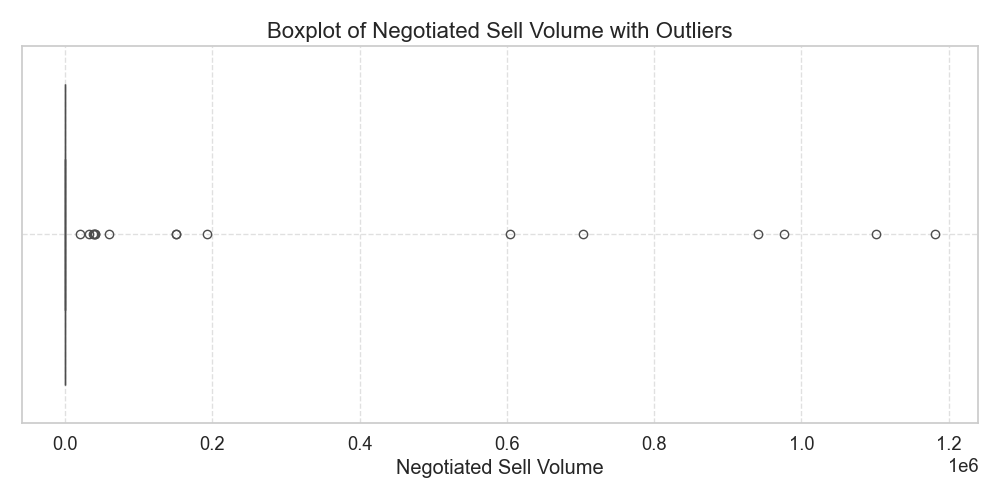 Boxplot of Negotiated Sell Volume with Outliers
0.0 0.2 0.4 0.6 0.8 1.0 1.2
1e6
Negotiated Sell Volume